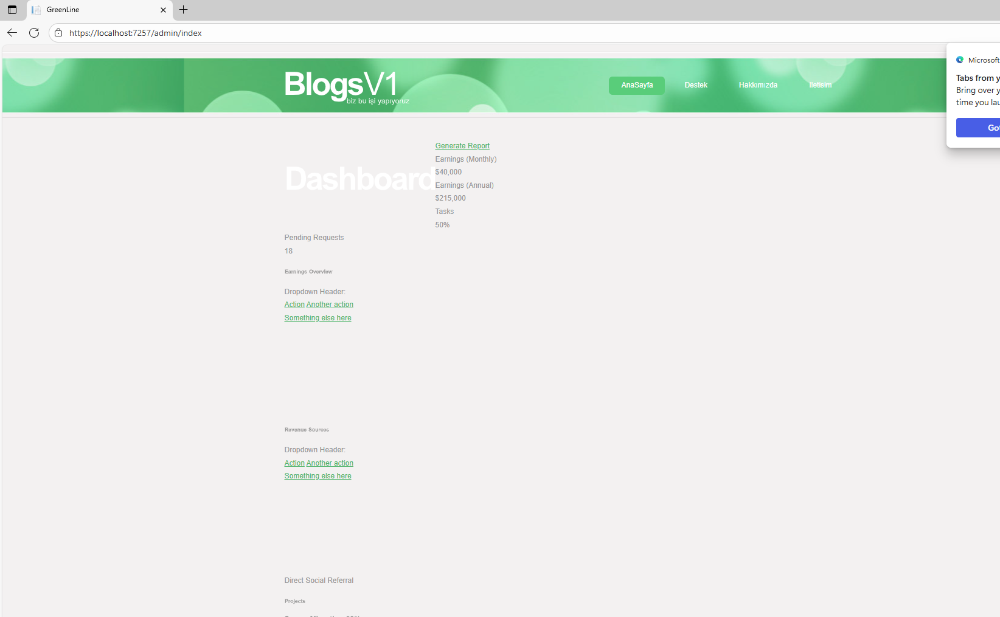 GreenLine
https://localhost:7257/admin/index
Microsoft
Tabs from y
Bring over y
time you lau
Got
BlogsV1
biz bu işi yapıyoruz
AnaSayfa Destek Hakkımızda Iletisim
Generate Report
Earnings (Monthly)
$40,000
Dashboard
Earnings (Annual)
$215,000
Tasks
50%
Pending Requests
18
Earnings Overview
Dropdown Header:
Action Another action
Something else here
Revenue Sources
Dropdown Header:
Action Another action
Something else here
Direct Social Referral
Projects